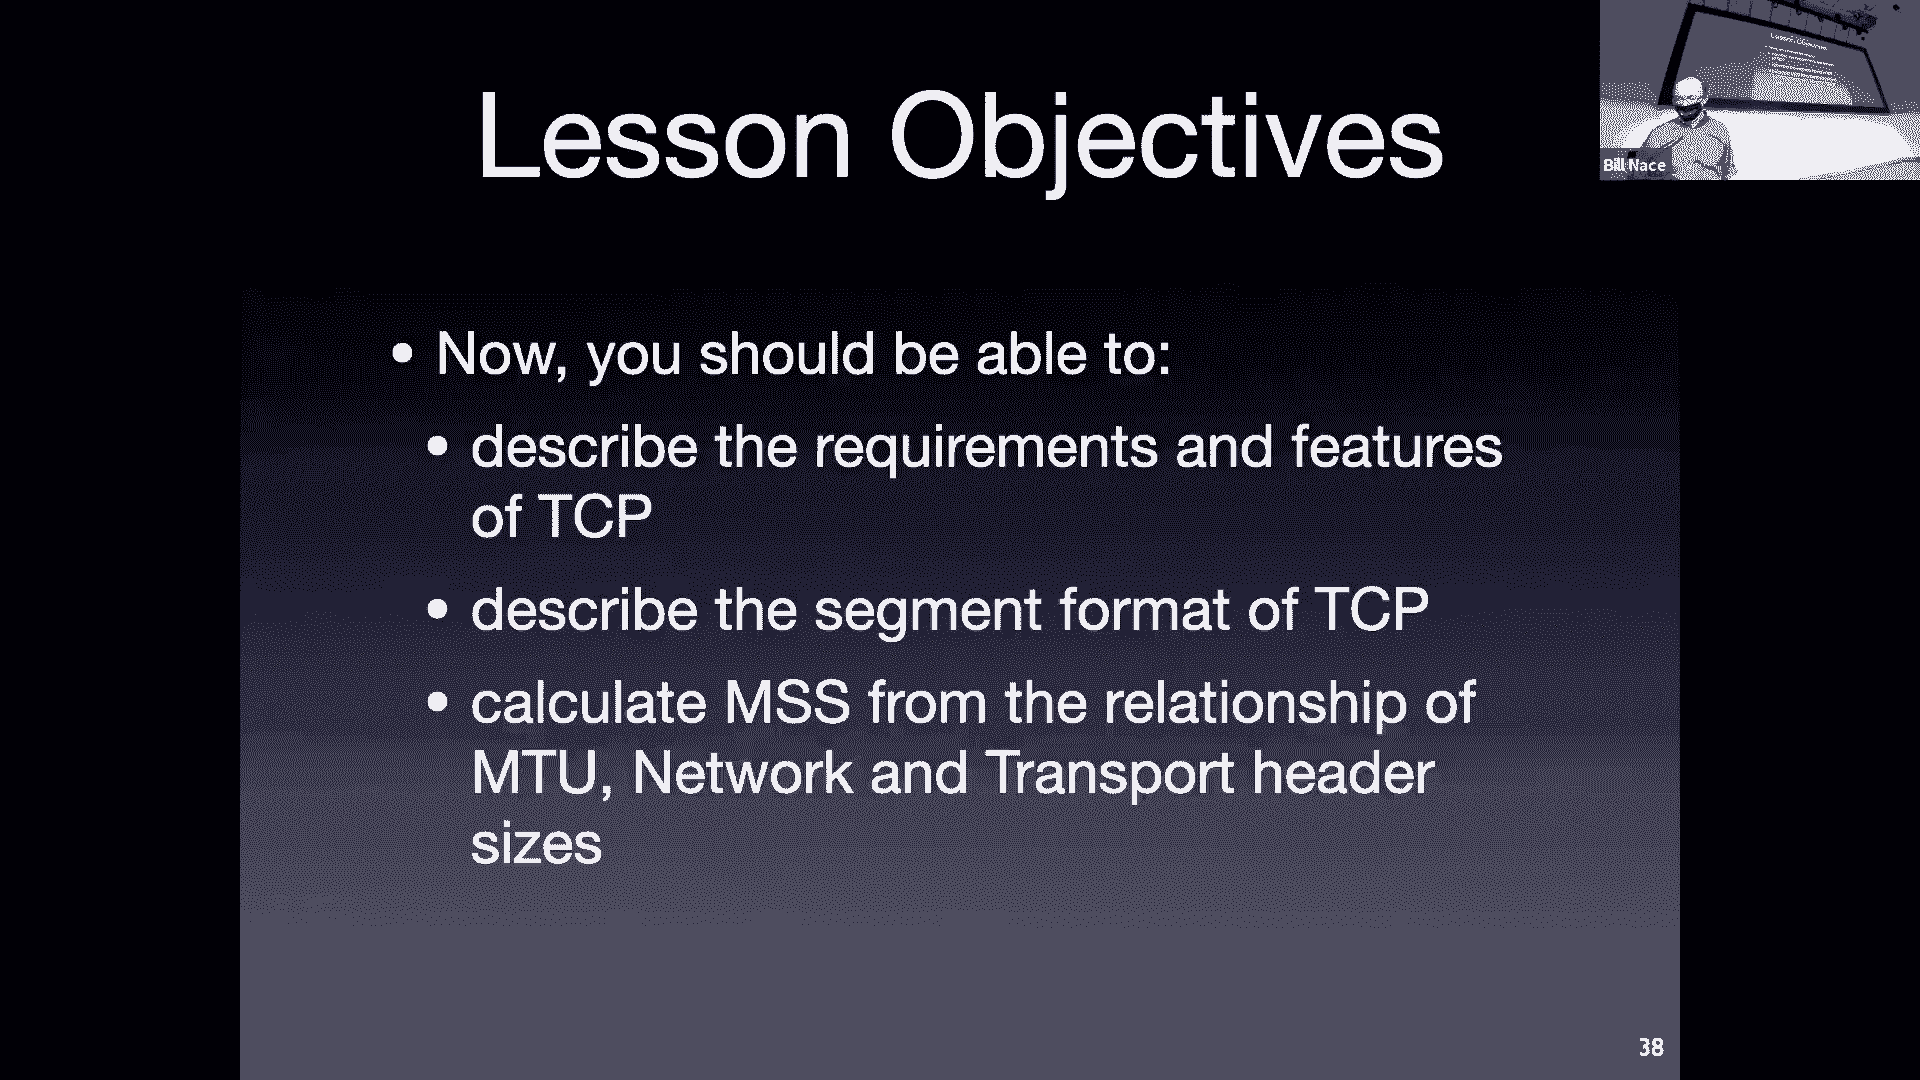 Lesson Objectives
Bill Nace
• Now, you should be able to:
• describe the requirements and features
of TCP
• describe the segment format of TCP
• calculate MSS from the relationship of
MTU, Network and Transport header
sizes
38